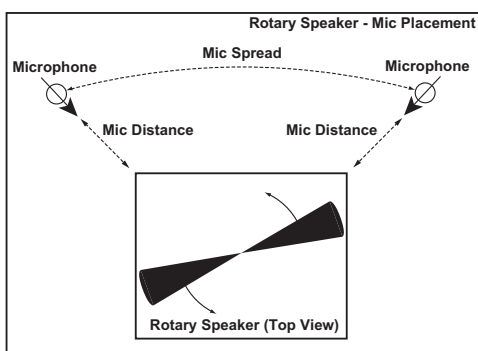 Rotary Speaker - Mic Placement
Mic Spread
Microphone
Microphone
Mic Distance
Mic Distance
Rotary Speaker (Top View)